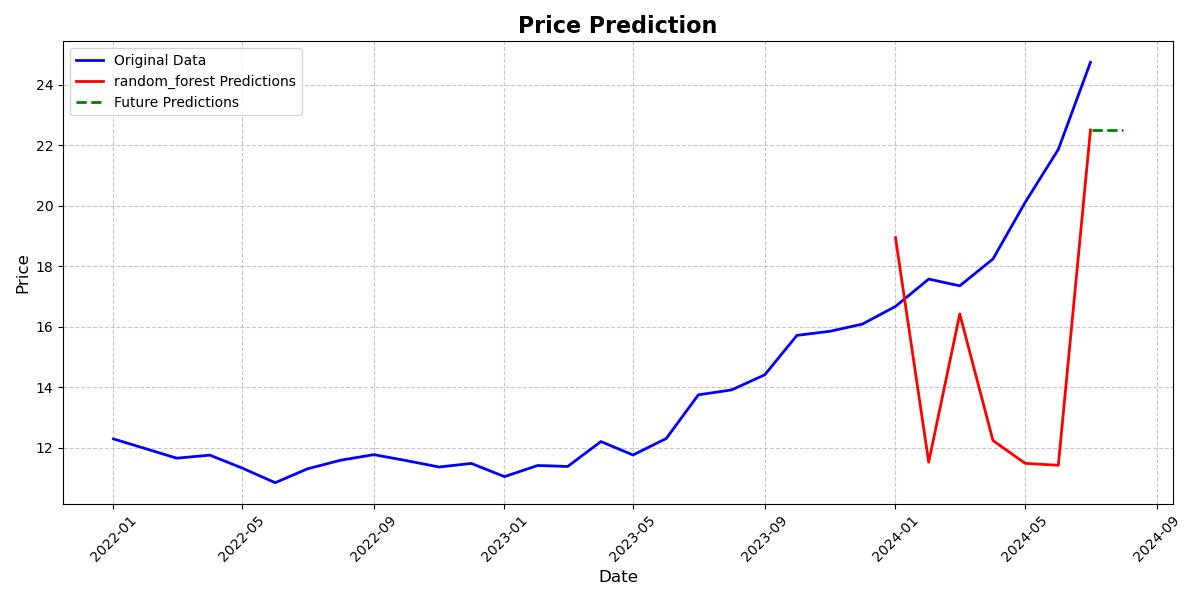 Price Prediction
Original Data
random_forest Predictions
Future Predictions
Price
24
22
20
18
16
14
12
2022-01
2022-05
2022-09
2023-01
2023-05
2023-09
2024-01
2024-05
2024-09
Date